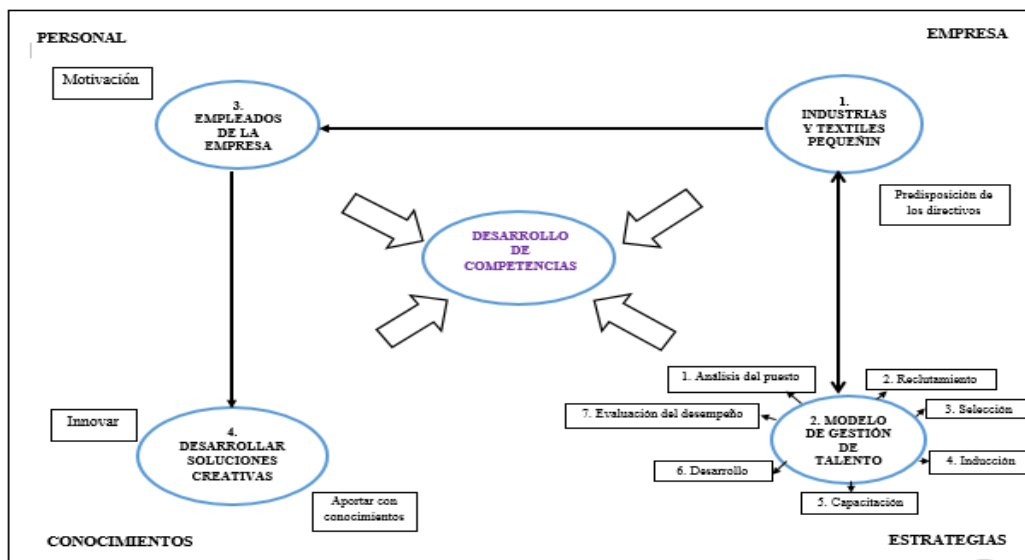 PERSONAL
EMPRESA
Motivación
3.
EMPLEADOS
DE LA
EMPRESA
1.
INDUSTRIAS
Y TEXTILES
PEQUEÑIN
Predisposición de
los directivos
DESARROLLO
DE
COMPETENCIAS
1. Análisis del puesto
2. Reclutamiento
7. Evaluación del desempeño
3. Selección
2. MODELO
DE GESTIÓN
DE
TALENTO
6. Desarrollo
4. Inducción
5. Capacitación
Innovar
4.
DESARROLLAR
SOLUCIONES
CREATIVAS
Aportar con
conocimientos
CONOCIMIENTOS
ESTRATEGIAS